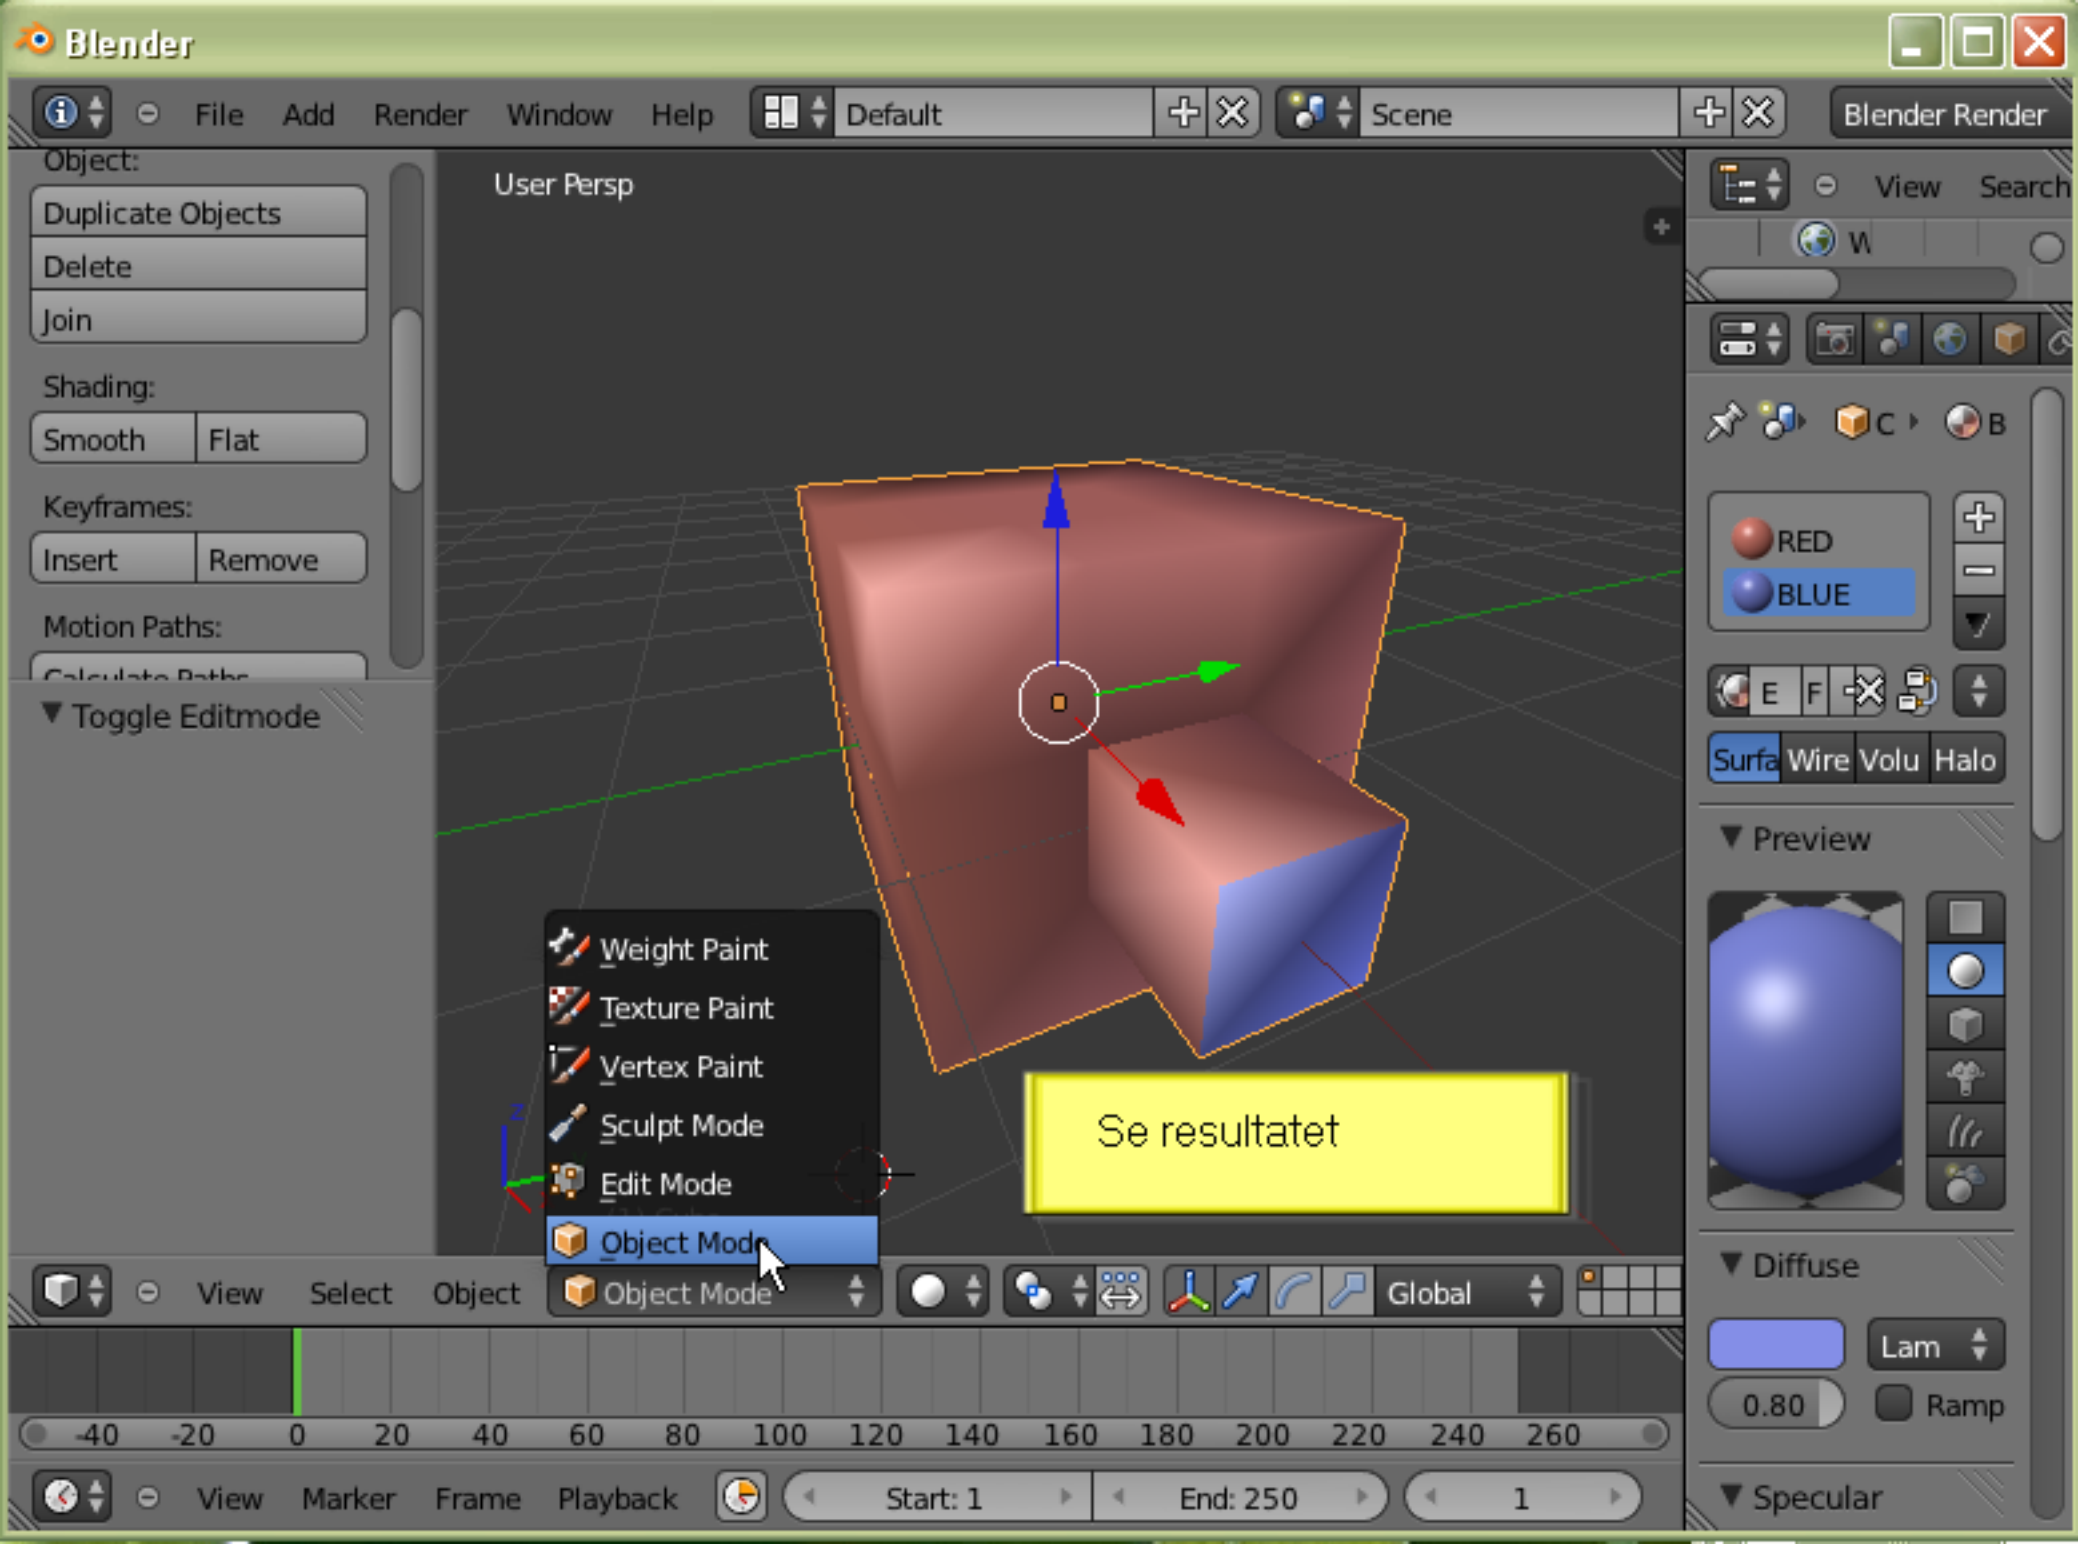 Blender
File Add Render Window Help Default Scene Blender Render
Object:
Duplicate Objects
Delete
Join
Shading:
Smooth Flat
Keyframes:
Insert Remove
Motion Paths:
Calculate Paths
Toggle Editmode
User Persp
Weight Paint
Texture Paint
Vertex Paint
Sculpt Mode
Edit Mode
Object Mode
Se resultatet
z
View Select Object Object Mode Global
-40 -20 0 20 40 60 80 100 120 140 160 180 200 220 240 260
View Marker Frame Playback Start: 1 End: 250 1
View Search
W
C B
RED
BLUE
E F
Surfa Wire Volu Halo
Preview
Diffuse
Lam
0.80 Ramp
Specular